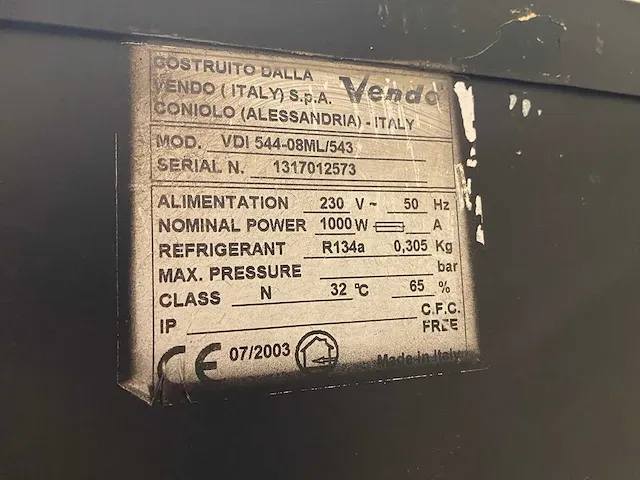 COSTRUITO DALLA
VENDO ( ITALY) S.p.A. Vendo
CONIOLO (ALESSANDRIA) - ITALY
MOD. VDI 544-08ML/543
SERIAL N. 1317012573
ALIMENTATION 230 V ~ 50 Hz
NOMINAL POWER 1000 W A
REFRIGERANT R134a 0,305 Kg
MAX. PRESSURE bar
CLASS N 32 °C 65 %
IP C.F.C. FREE
CE 07/2003 Made in Italy